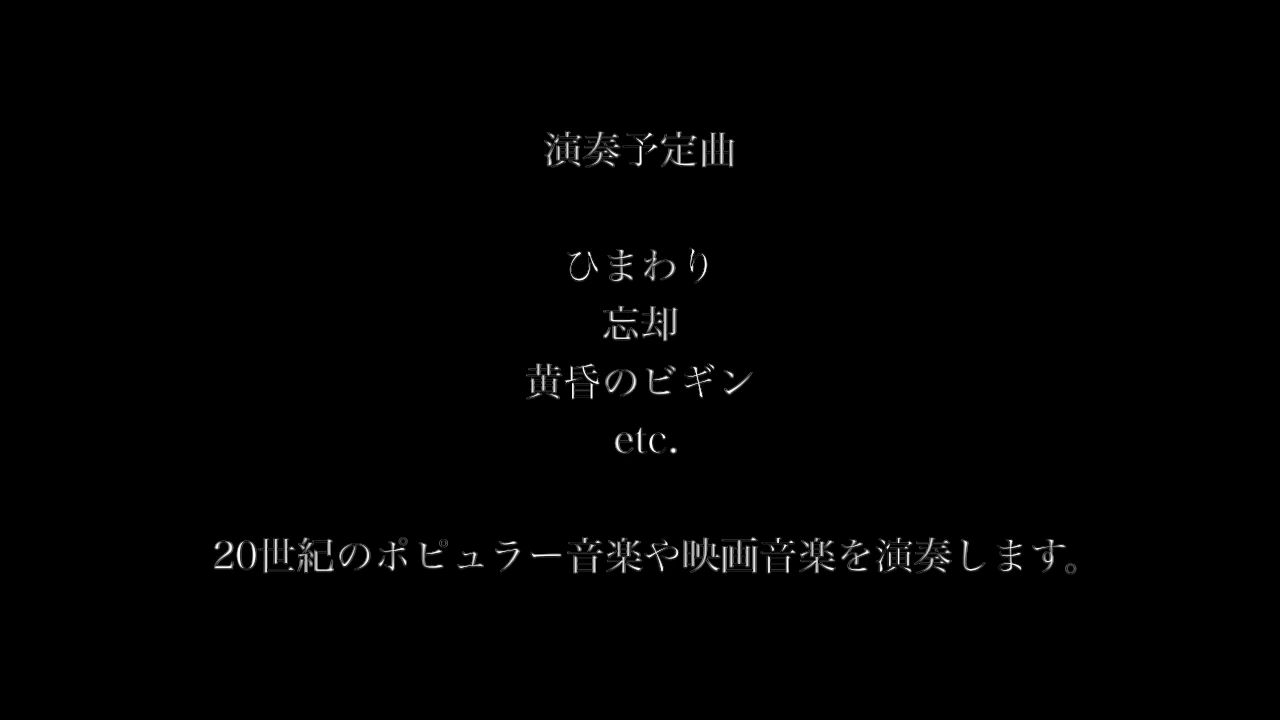 演奏予定曲
ひまわり
忘却
黄昏のビギン
etc.
20世紀のポピュラー音楽や映画音楽を演奏します。